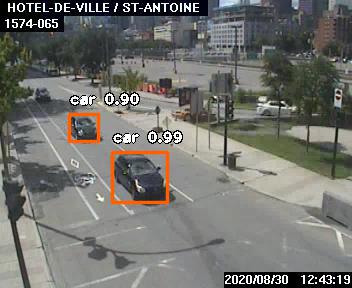 HOTEL-DE-VILLE / ST-ANTOINE
1574-065
car 0.90
car 0.99
2020/08/30 12:43:19